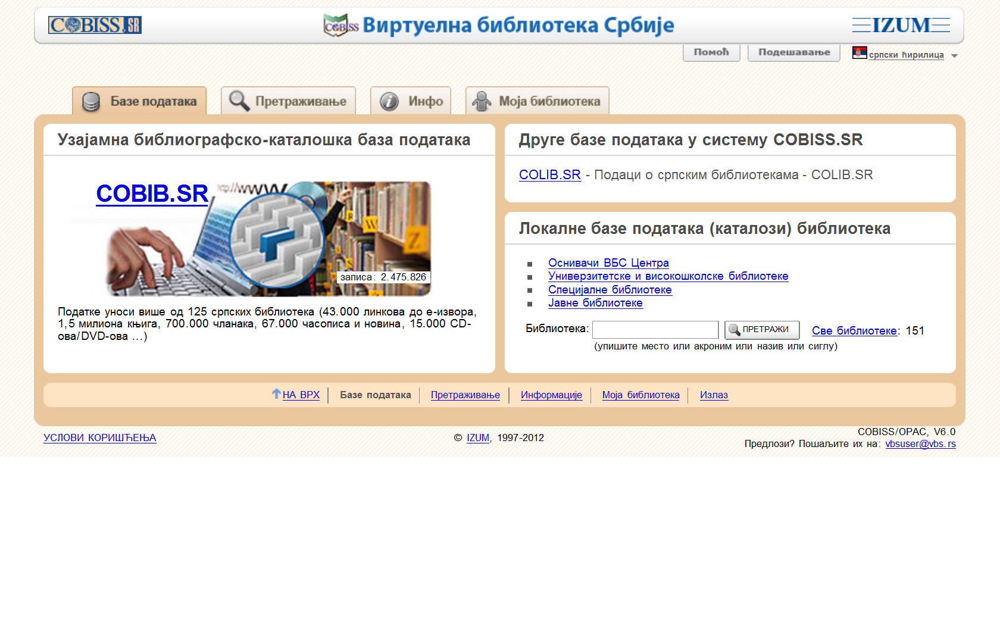 COBISS.SR
COBISS Виртуелна библиотека Србије
IZUM
Помоћ
Подешавање
српски ћирилица
Базе података
Претраживање
Инфо
Моја библиотека
Узајамна библиографско-каталошка база података
COBIB.SR
http://www
W
Z
записа: 2.475.826
Податке уноси више од 125 српских библиотека (43.000 линкова до е-извора,
1,5 милиона књига, 700.000 чланака, 67.000 часописа и новина, 15.000 CD-
ова/DVD-ова ...)
Друге базе података у систему COBISS.SR
COLIB.SR - Подаци о српским библиотекама - COLIB.SR
Локалне базе података (каталози) библиотека
Оснивачи ВБС Центра
Универзитетске и високошколске библиотеке
Специјалне библиотеке
Јавне библиотеке
Библиотека:
ПРЕТРАЖИ
Све библиотеке: 151
(упишите место или акроним или назив или сиглу)
НА ВРХ
Базе података
Претраживање
Информације
Моја библиотека
Излаз
УСЛОВИ КОРИШЋЕЊА
© IZUM, 1997-2012
COBISS/OPAC, V6.0
Предлози? Пошаљите их на: vbsuser@vbs.rs